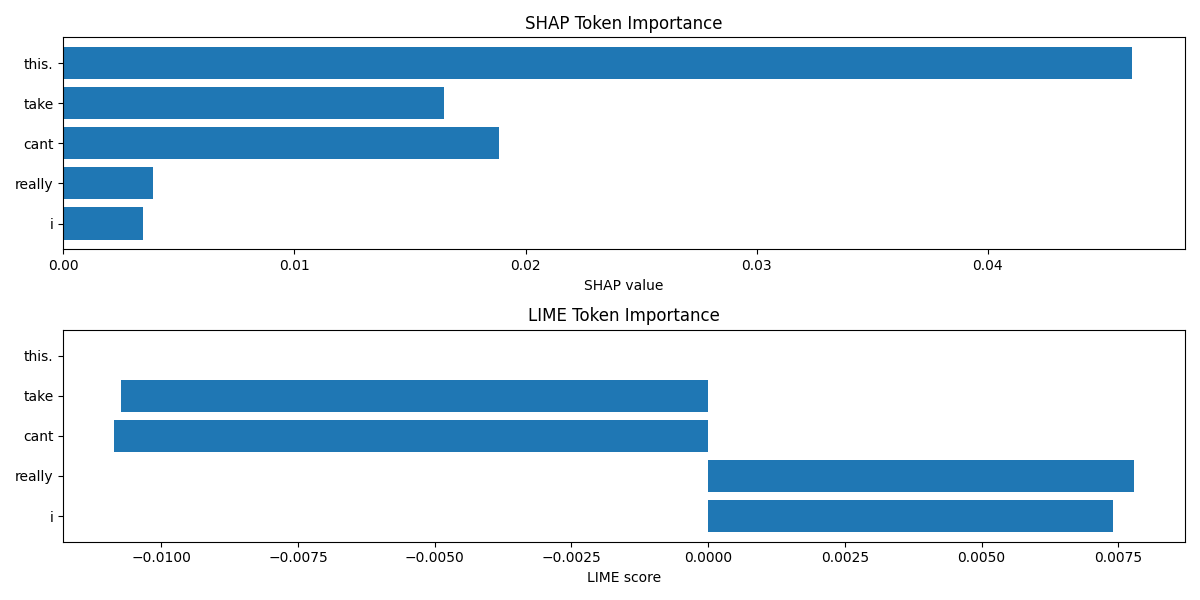 SHAP Token Importance
this.
take
cant
really
i
0.00 0.01 0.02 0.03 0.04
SHAP value
LIME Token Importance
this.
take
cant
really
i
−0.0100 −0.0075 −0.0050 −0.0025 0.0000 0.0025 0.0050 0.0075
LIME score